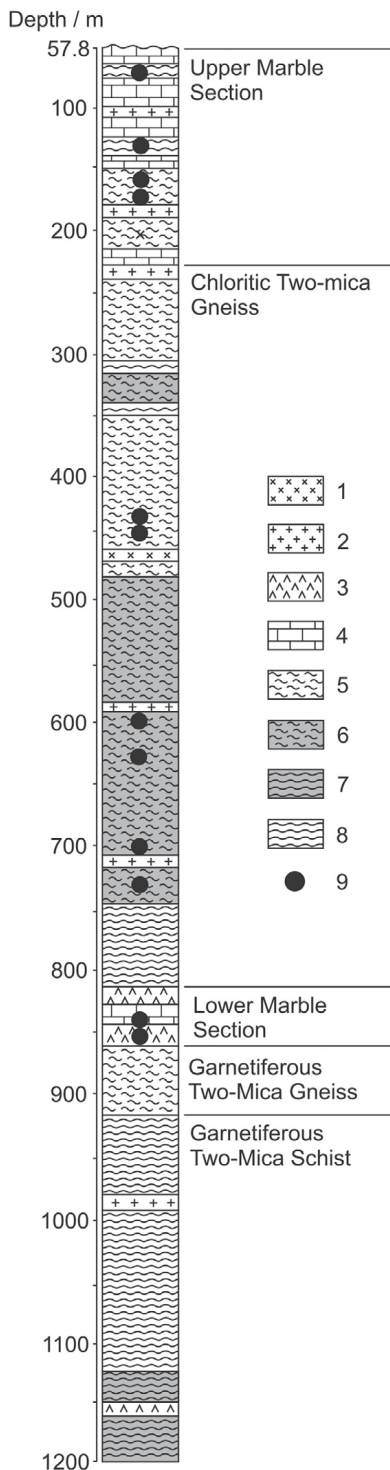 Depth / m
57.8
Upper Marble
Section
100
200
Chloritic Two-mica
Gneiss
300
400
1
2
500
3
4
5
600
6
7
700
8
9
800
Lower Marble
Section
Garnetiferous
Two-Mica Gneiss
900
Garnetiferous
Two-Mica Schist
1000
1100
1200